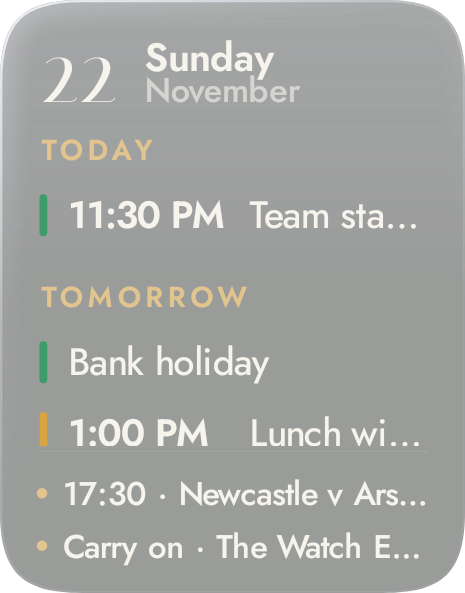 22 Sunday
November
TODAY
11:30 PM Team sta...
TOMORROW
Bank holiday
1:00 PM Lunch wi...
17:30 · Newcastle v Ars...
Carry on · The Watch E...